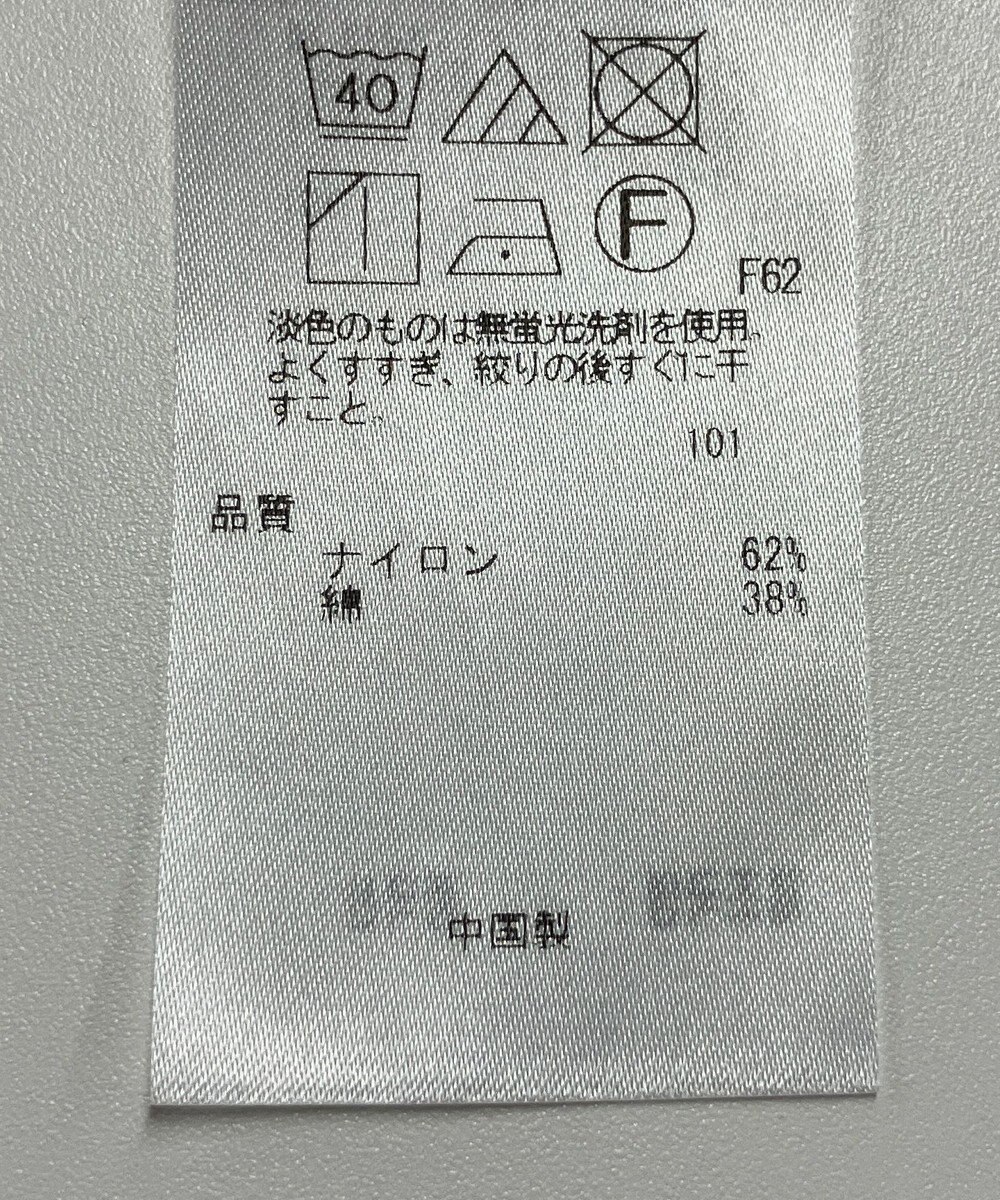 40
F
F62
淡色のものは無蛍光洗剤を使用。
よくすすぎ、絞りの後すぐに干
すこと。
101
品質
ナイロン 62%
綿 38%
中国製